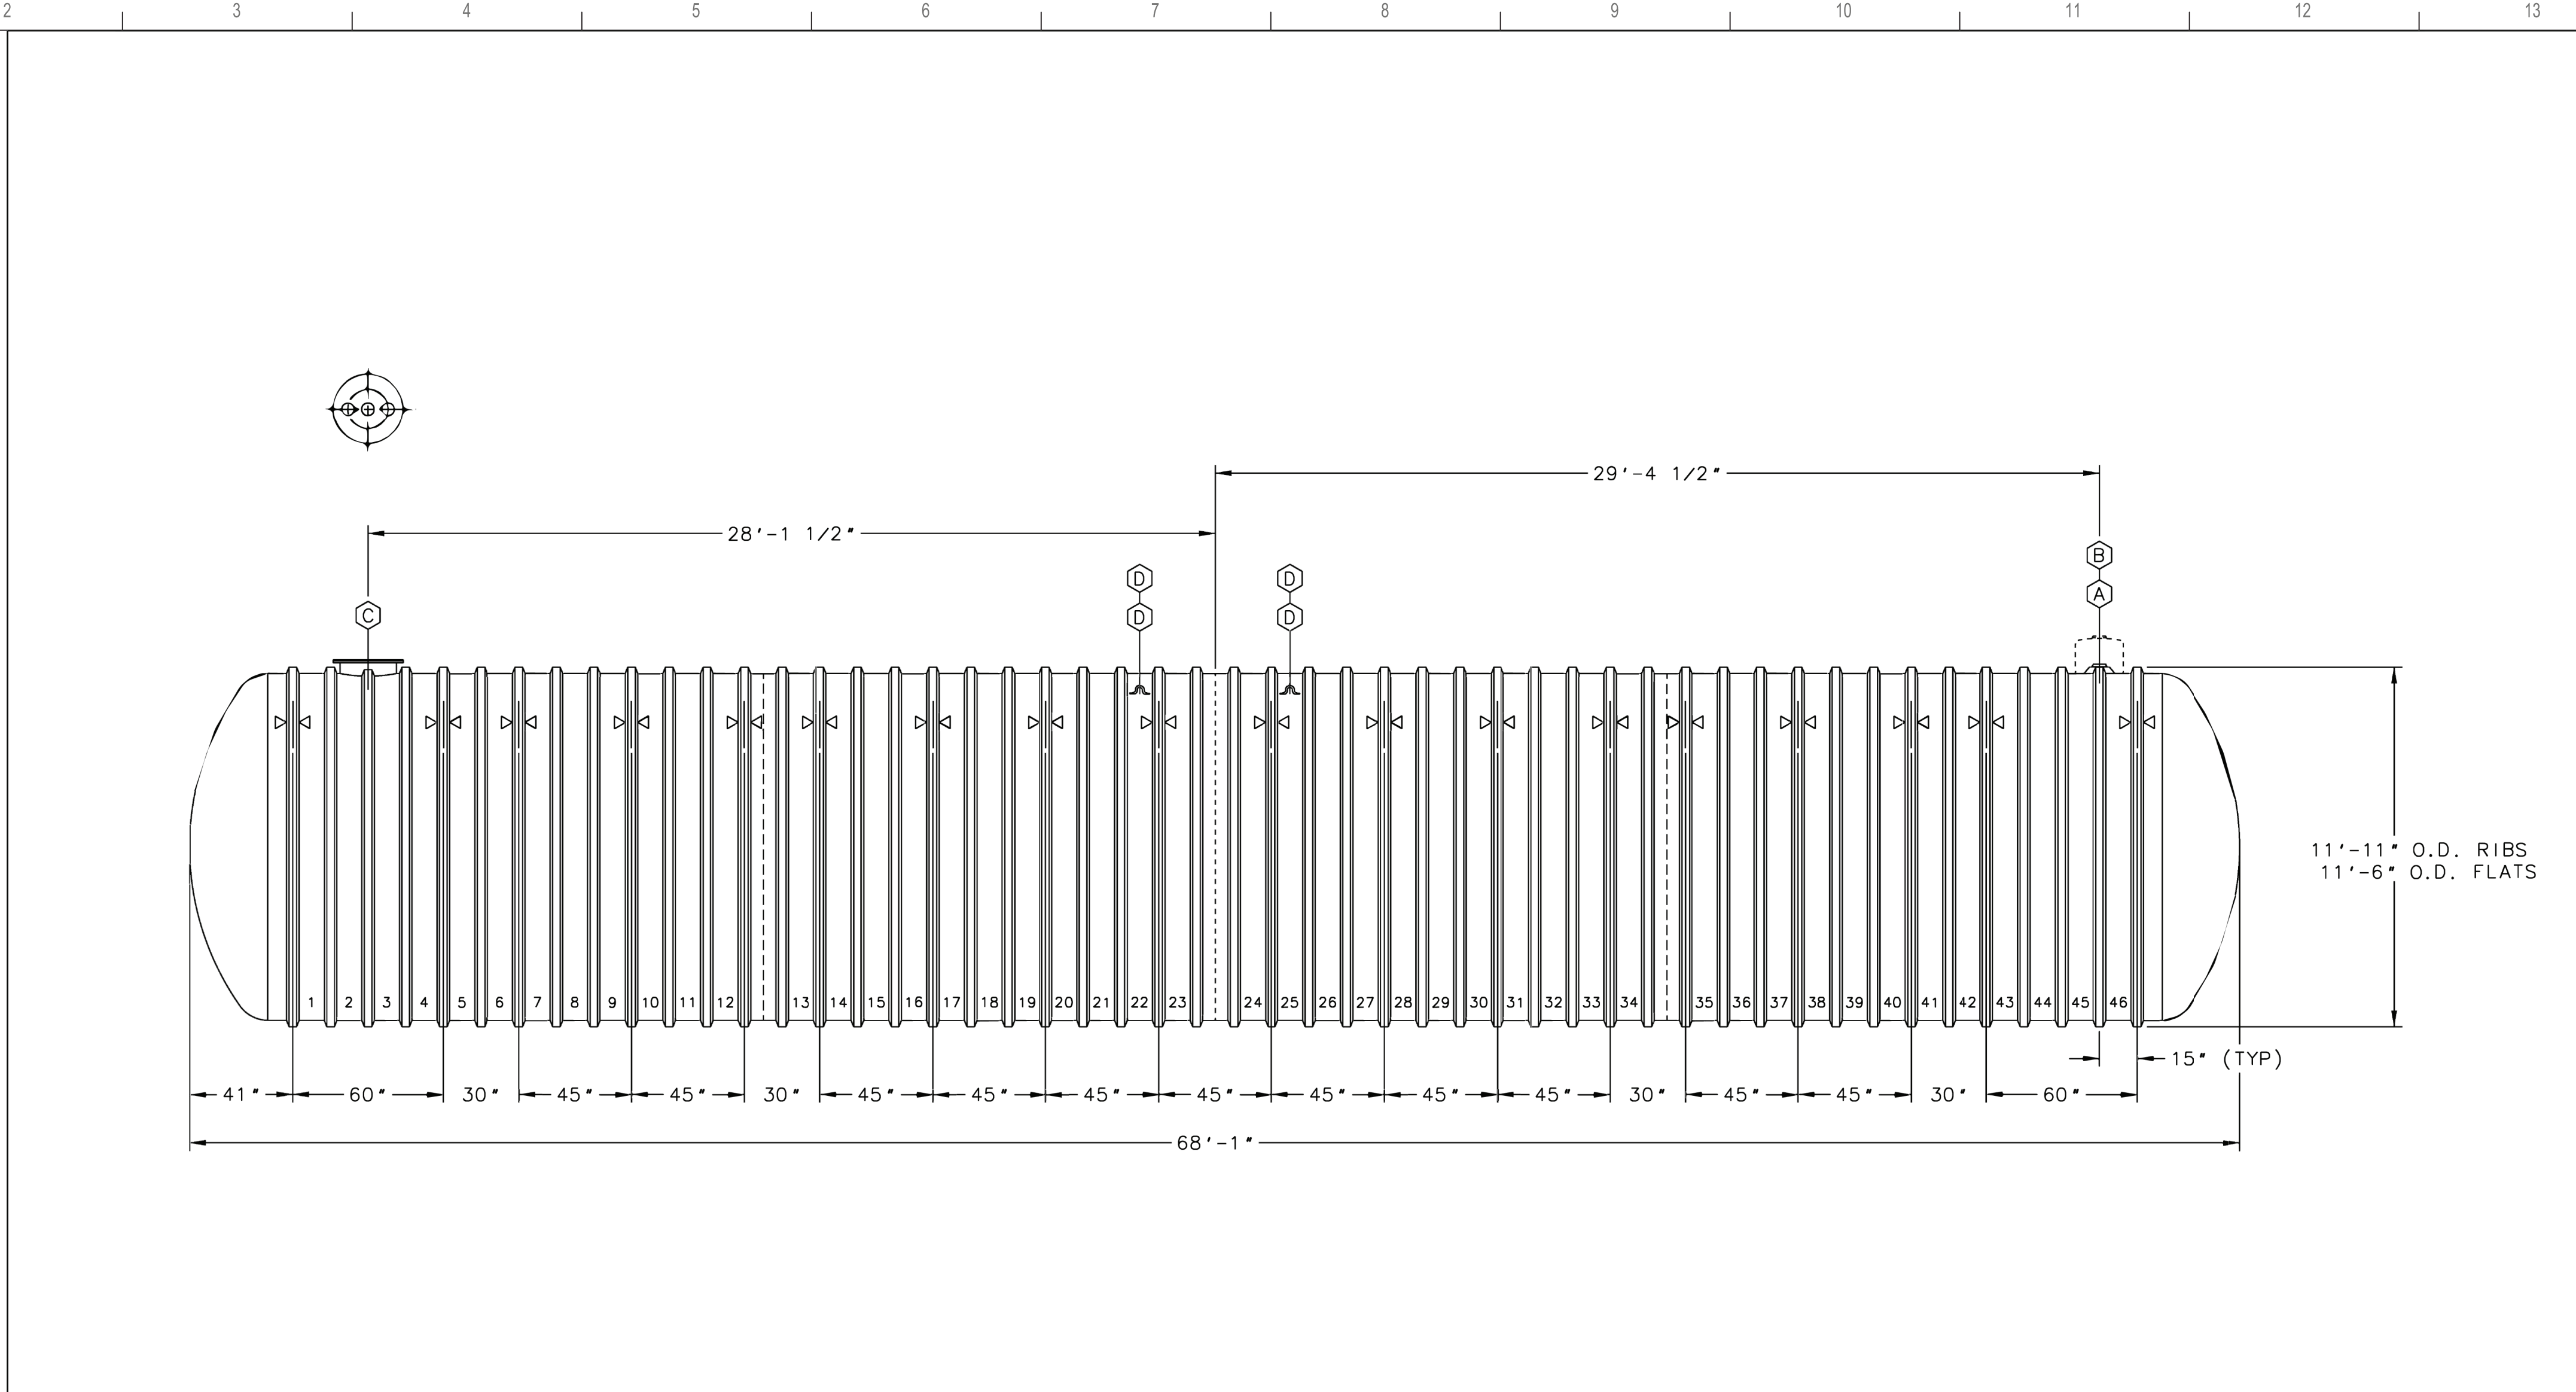 2 3 4 5 6 7 8 9 10 11 12 13
29'-4 1/2"
28'-1 1/2"
B
D D
A
C D D
11'-11" O.D. RIBS
11'-6" O.D. FLATS
1 2 3 4 5 6 7 8 9 10 11 12 13 14 15 16 17 18 19 20 21 22 23 24 25 26 27 28 29 30 31 32 33 34 35 36 37 38 39 40 41 42 43 44 45 46
15" (TYP)
41" 60" 30" 45" 45" 30" 45" 45" 45" 45" 45" 45" 45" 30" 45" 45" 30" 60"
68'-1"